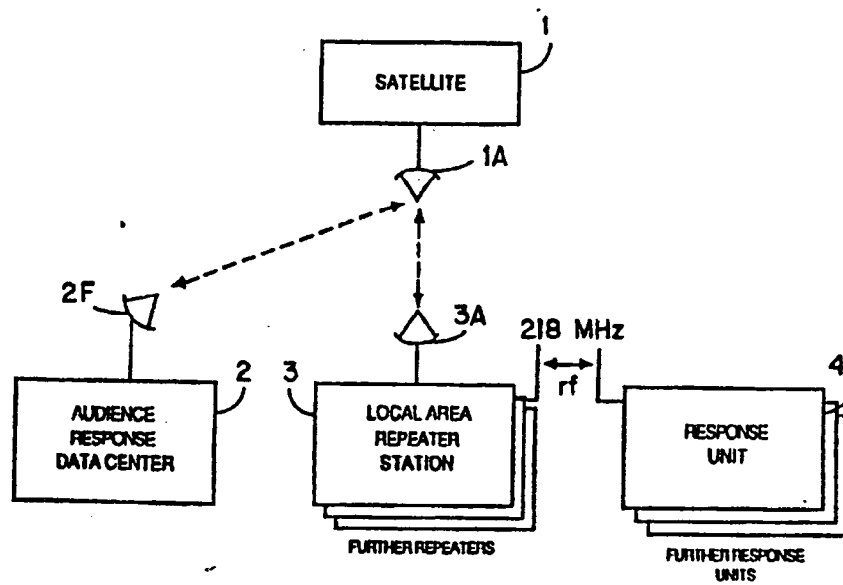 1
SATELLITE
1A
2F
3A
218 MHz
rf
2
3
4
AUDIENCE
RESPONSE
DATA CENTER
LOCAL AREA
REPEATER
STATION
RESPONSE
UNIT
FURTHER REPEATERS
FURTHER RESPONSE
UNITS